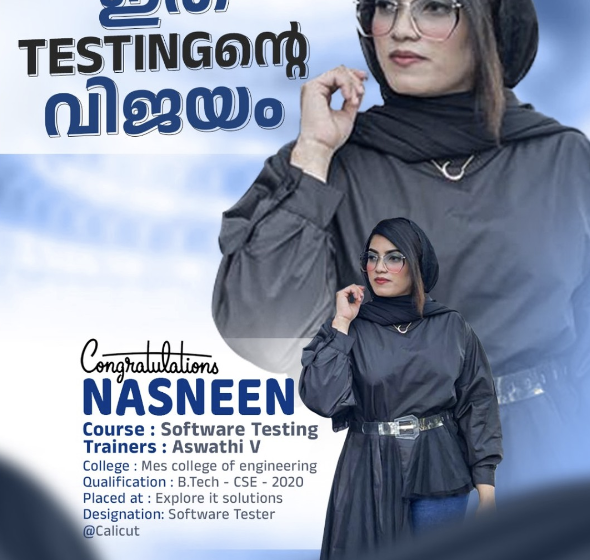 ഇത്
TESTINGന്റെ
വിജയം
Congratulations
NASNEEN
Course : Software Testing
Trainers : Aswathi V
College : Mes college of engineering
Qualification : B.Tech - CSE - 2020
Placed at : Explore it solutions
Designation: Software Tester
@Calicut